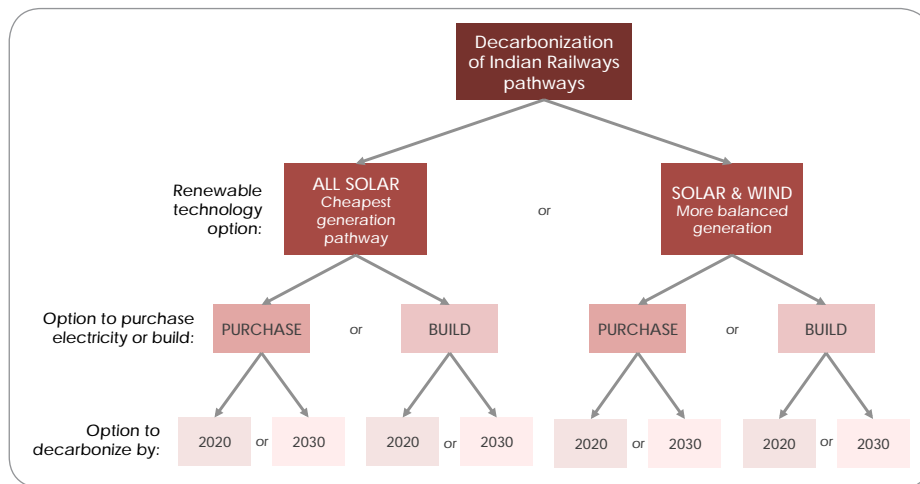 Decarbonization
of Indian Railways
pathways
Renewable
technology
option:
ALL SOLAR
Cheapest
generation
pathway
or
SOLAR & WIND
More balanced
generation
Option to purchase
electricity or build:
PURCHASE
or
BUILD
PURCHASE
or
BUILD
Option to
decarbonize by:
2020
or
2030
2020
or
2030
2020
or
2030
2020
or
2030